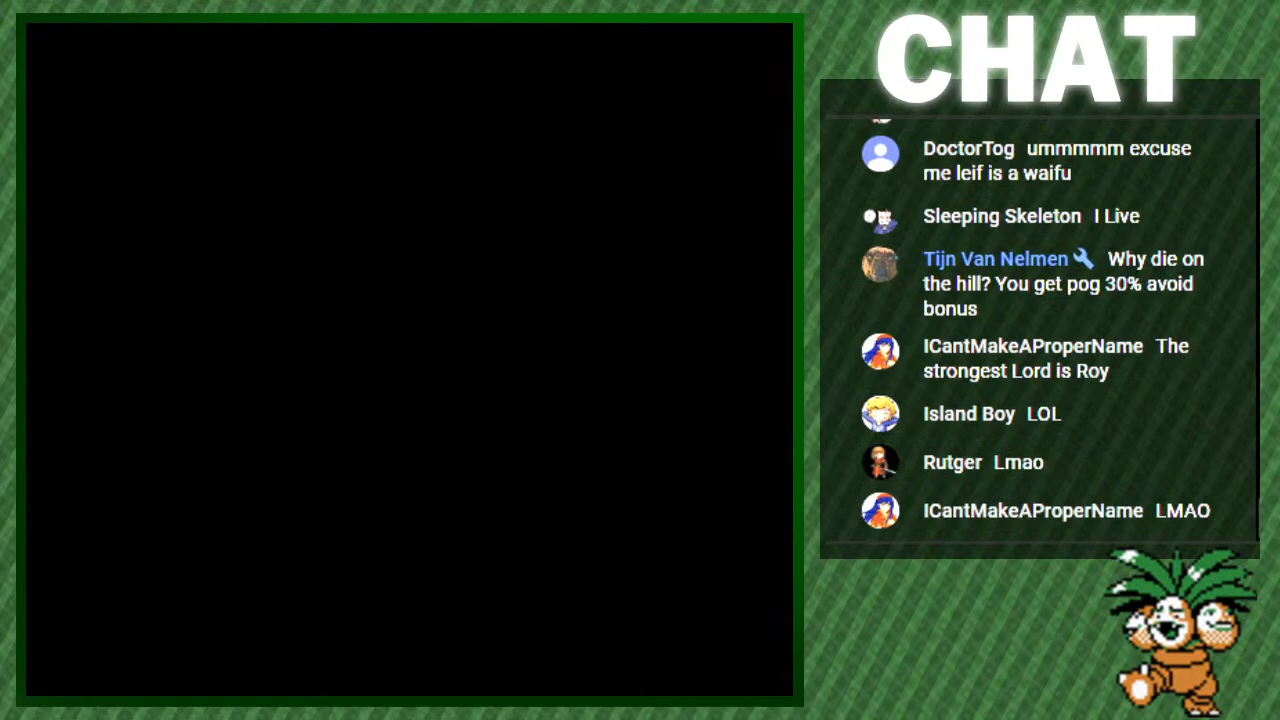 CHAT
DoctorTog ummmmm excuse
me leif is a waifu
Sleeping Skeleton I Live
Tijn Van Nelmen Why die on
the hill? You get pog 30% avoid
bonus
ICantMakeAProperName The
strongest Lord is Roy
Island Boy LOL
Rutger Lmao
ICantMakeAProperName LMAO